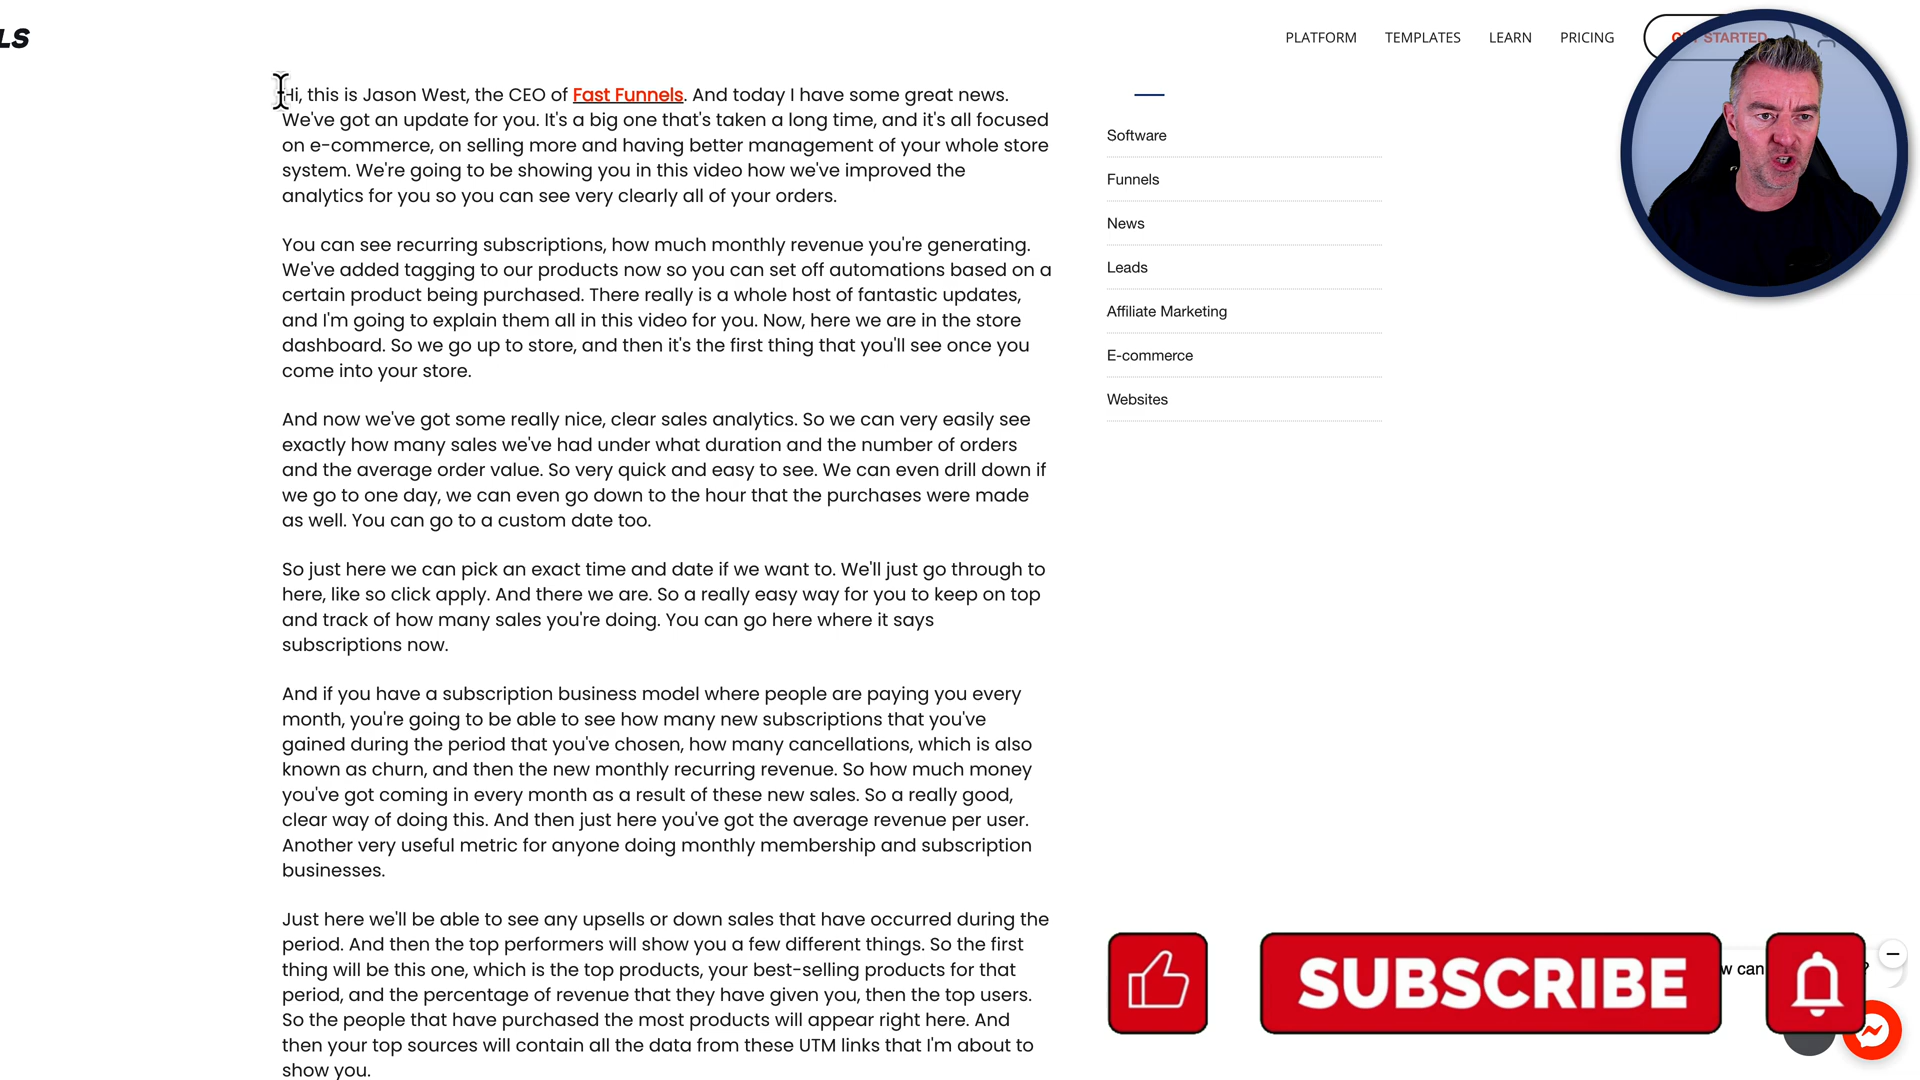 LS
PLATFORM TEMPLATES LEARN PRICING
STARTED
Hi, this is Jason West, the CEO of Fast Funnels. And today I have some great news.
We've got an update for you. It's a big one that's taken a long time, and it's all focused
on e-commerce, on selling more and having better management of your whole store
system. We're going to be showing you in this video how we've improved the
analytics for you so you can see very clearly all of your orders.
You can see recurring subscriptions, how much monthly revenue you're generating.
We've added tagging to our products now so you can set off automations based on a
certain product being purchased. There really is a whole host of fantastic updates,
and I'm going to explain them all in this video for you. Now, here we are in the store
dashboard. So we go up to store, and then it's the first thing that you'll see once you
come into your store.
And now we've got some really nice, clear sales analytics. So we can very easily see
exactly how many sales we've had under what duration and the number of orders
and the average order value. So very quick and easy to see. We can even drill down if
we go to one day, we can even go down to the hour that the purchases were made
as well. You can go to a custom date too.
So just here we can pick an exact time and date if we want to. We'll just go through to
here, like so click apply. And there we are. So a really easy way for you to keep on top
and track of how many sales you're doing. You can go here where it says
subscriptions now.
And if you have a subscription business model where people are paying you every
month, you're going to be able to see how many new subscriptions that you've
gained during the period that you've chosen, how many cancellations, which is also
known as churn, and then the new monthly recurring revenue. So how much money
you've got coming in every month as a result of these new sales. So a really good,
clear way of doing this. And then just here you've got the average revenue per user.
Another very useful metric for anyone doing monthly membership and subscription
businesses.
Just here we'll be able to see any upsells or down sales that have occurred during the
period. And then the top performers will show you a few different things. So the first
thing will be this one, which is the top products, your best-selling products for that
period, and the percentage of revenue that they have given you, then the top users.
So the people that have purchased the most products will appear right here. And
then your top sources will contain all the data from these UTM links that I'm about to
show you.
Software
Funnels
News
Leads
Affiliate Marketing
E-commerce
Websites
SUBSCRIBE
w can
?